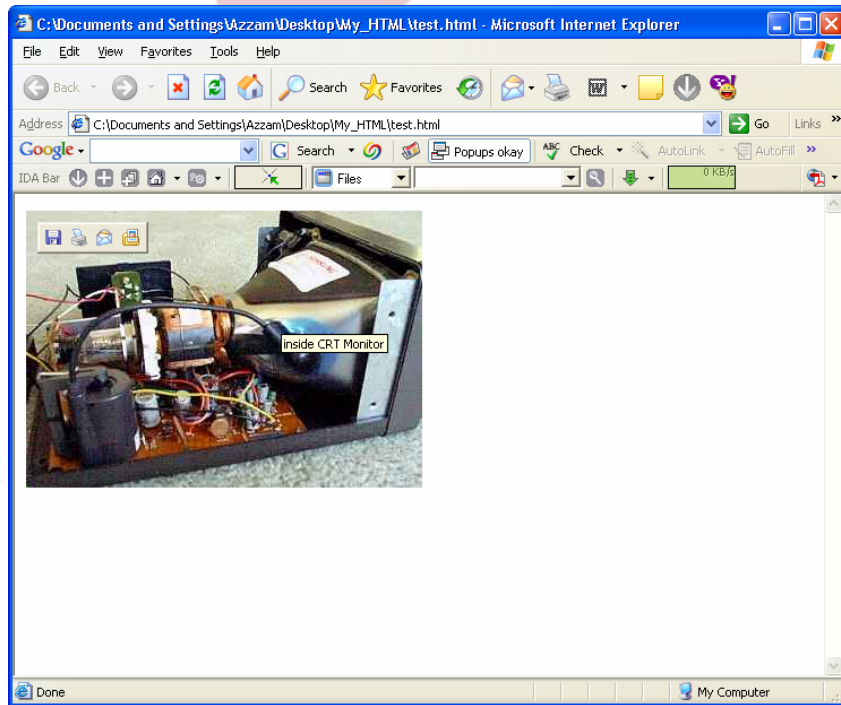 C:\Documents and Settings\Azzam\Desktop\My_HTML\test.html - Microsoft Internet Explorer
File Edit View Favorites Tools Help
Back Search Favorites
Address C:\Documents and Settings\Azzam\Desktop\My_HTML\test.html Go Links »
Google Search Popups okay ABC Check AutoLink AutoFill »
IDA Bar Files 0 KB/s
inside CRT Monitor
Done My Computer